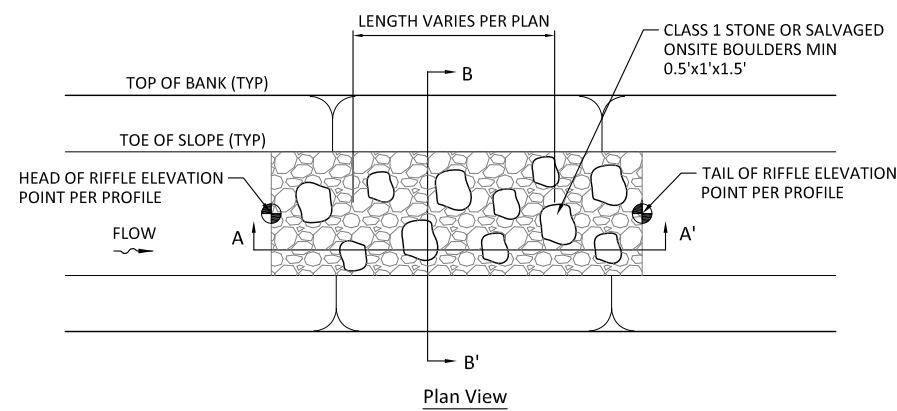 LENGTH VARIES PER PLAN
CLASS 1 STONE OR SALVAGED
ONSITE BOULDERS MIN
0.5'x1'x1.5'
B
TOP OF BANK (TYP)
TOE OF SLOPE (TYP)
HEAD OF RIFFLE ELEVATION
POINT PER PROFILE
TAIL OF RIFFLE ELEVATION
POINT PER PROFILE
FLOW
A
A'
B'
Plan View